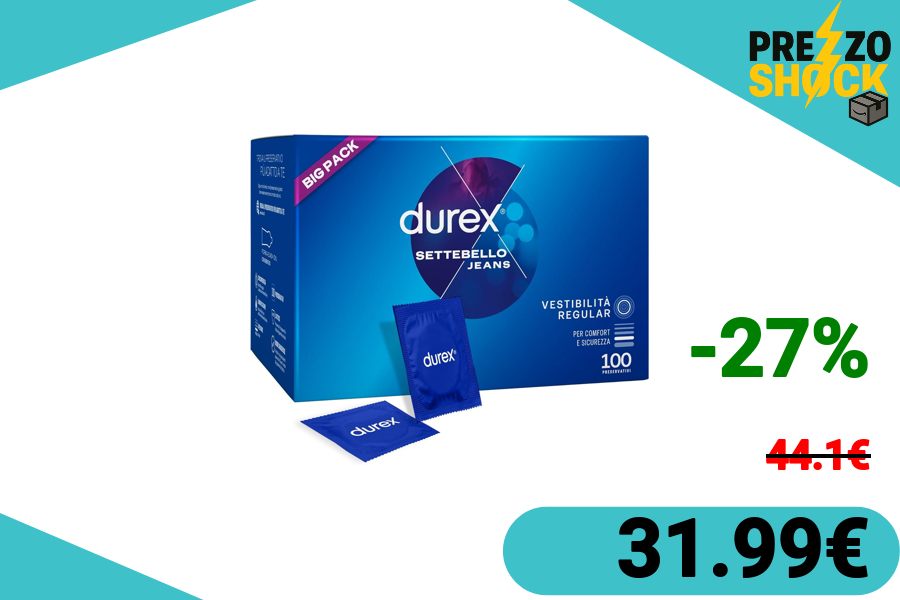 PREZZO
SHOCK
BIG PACK
durex®
SETTEBELLO
JEANS
VESTIBILITÀ
REGULAR
PER COMFORT
E SICUREZZA
100
PRESERVATIVI
durex®
durex®
-27%
44.1€
31.99€